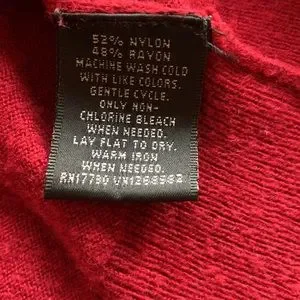 52% NYLON
48% RAYON
MACHINE WASH COLD
WITH LIKE COLORS.
GENTLE CYCLE.
ONLY NON-
CHLORINE BLEACH
WHEN NEEDED.
LAY FLAT TO DRY.
WARM IRON
WHEN NEEDED.